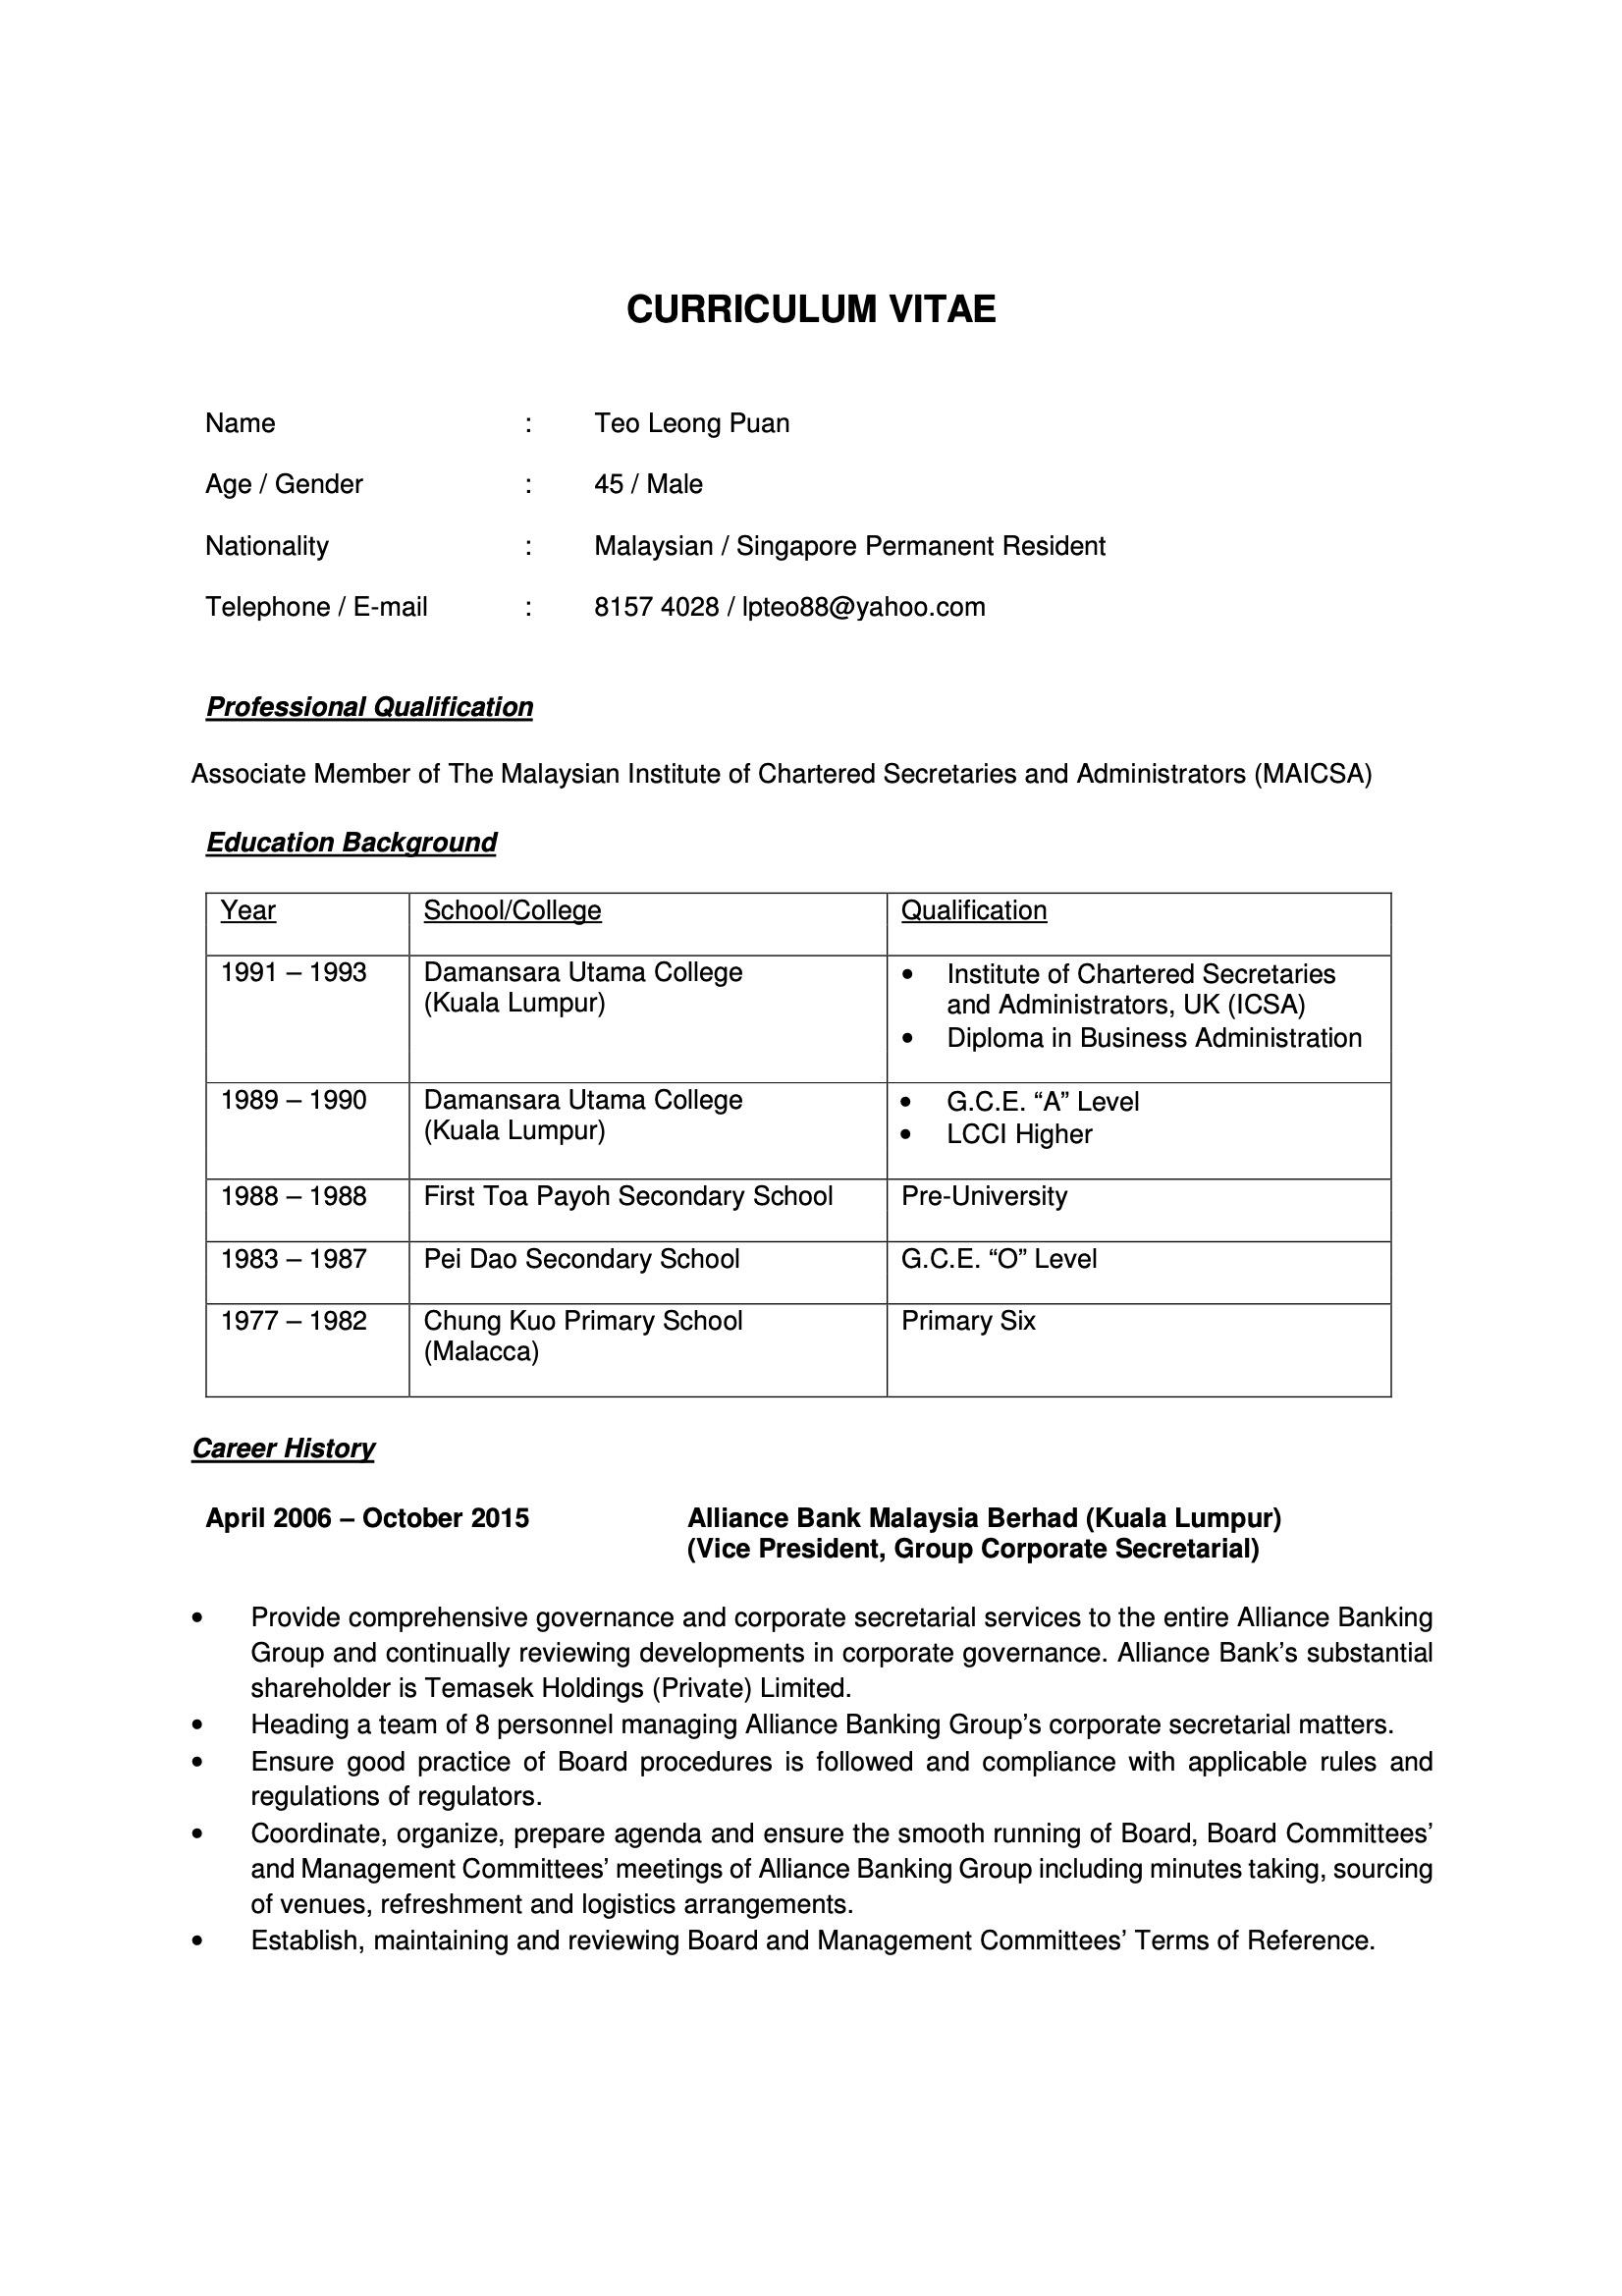 CURRICULUM VITAE
Name : Teo Leong Puan
Age / Gender : 45 / Male
Nationality : Malaysian / Singapore Permanent Resident
Telephone / E-mail : 8157 4028 / lpteo88@yahoo.com
Professional Qualification
Associate Member of The Malaysian Institute of Chartered Secretaries and Administrators (MAICSA)
Education Background
Year School/College Qualification
1991 – 1993 Damansara Utama College • Institute of Chartered Secretaries
(Kuala Lumpur) and Administrators, UK (ICSA)
• Diploma in Business Administration
1989 – 1990 Damansara Utama College • G.C.E. “A” Level
(Kuala Lumpur) • LCCI Higher
1988 – 1988 First Toa Payoh Secondary School Pre-University
1983 – 1987 Pei Dao Secondary School G.C.E. “O” Level
1977 – 1982 Chung Kuo Primary School Primary Six
(Malacca)
Career History
April 2006 – October 2015 Alliance Bank Malaysia Berhad (Kuala Lumpur)
(Vice President, Group Corporate Secretarial)
• Provide comprehensive governance and corporate secretarial services to the entire Alliance Banking
Group and continually reviewing developments in corporate governance. Alliance Bank’s substantial
shareholder is Temasek Holdings (Private) Limited.
• Heading a team of 8 personnel managing Alliance Banking Group’s corporate secretarial matters.
• Ensure good practice of Board procedures is followed and compliance with applicable rules and
regulations of regulators.
• Coordinate, organize, prepare agenda and ensure the smooth running of Board, Board Committees’
and Management Committees’ meetings of Alliance Banking Group including minutes taking, sourcing
of venues, refreshment and logistics arrangements.
• Establish, maintaining and reviewing Board and Management Committees’ Terms of Reference.